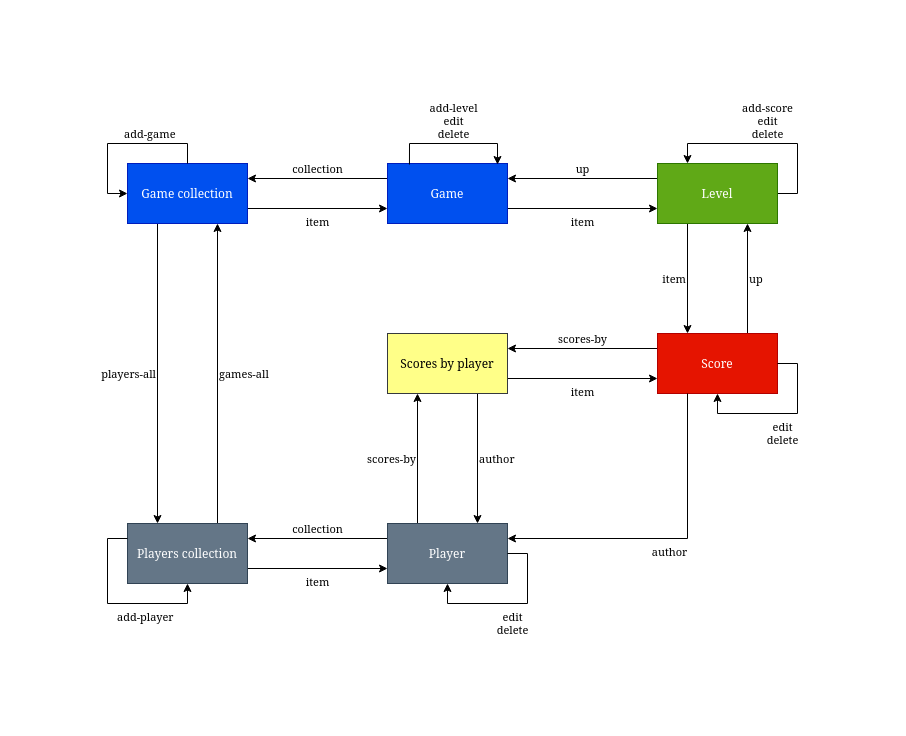 add-level
edit
delete
add-score
edit
delete
add-game
collection
up
Game collection
Game
Level
item
item
item
up
scores-by
Scores by player
Score
players-all
games-all
item
edit
delete
scores-by
author
collection
Players collection
Player
author
item
add-player
edit
delete